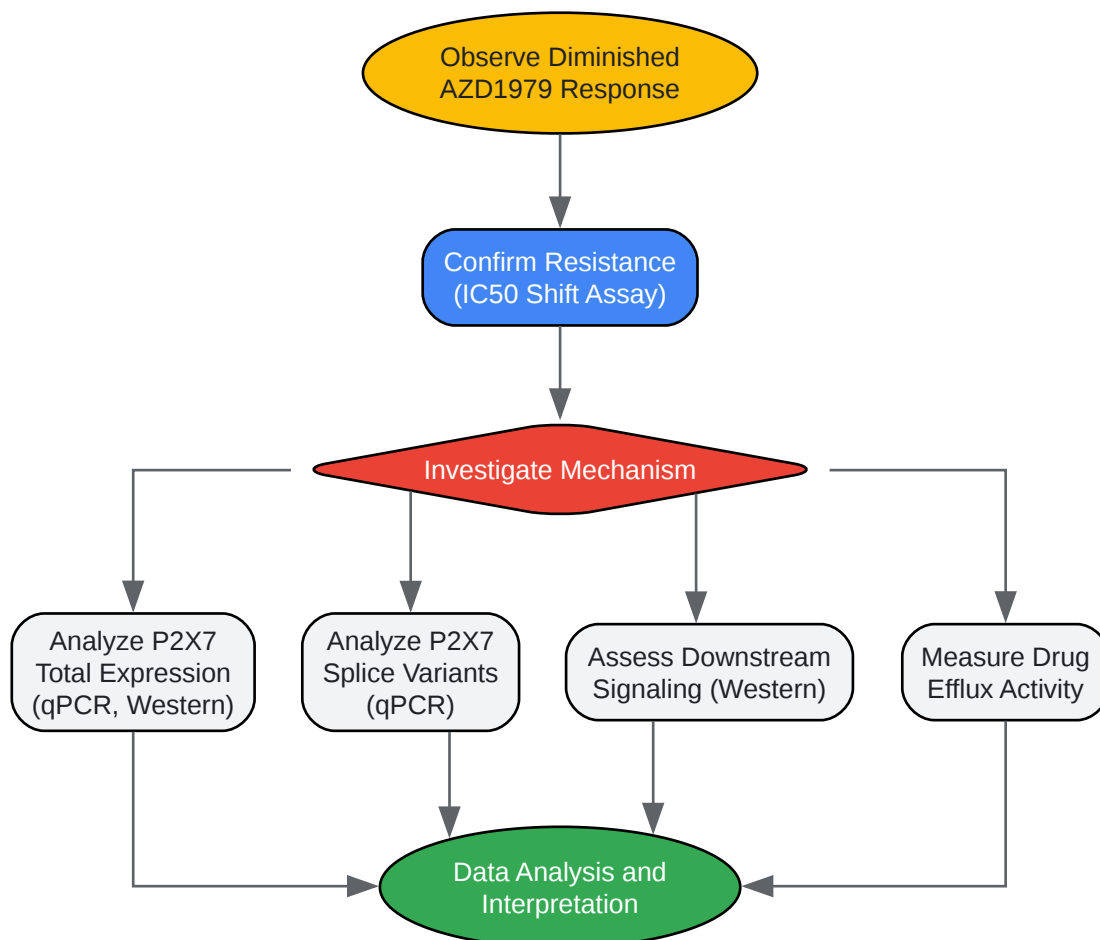 Observe Diminished
AZD1979 Response
Confirm Resistance
(IC50 Shift Assay)
Investigate Mechanism
Analyze P2X7
Total Expression
(qPCR, Western)
Analyze P2X7
Splice Variants
(qPCR)
Assess Downstream
Signaling (Western)
Measure Drug
Efflux Activity
Data Analysis and
Interpretation